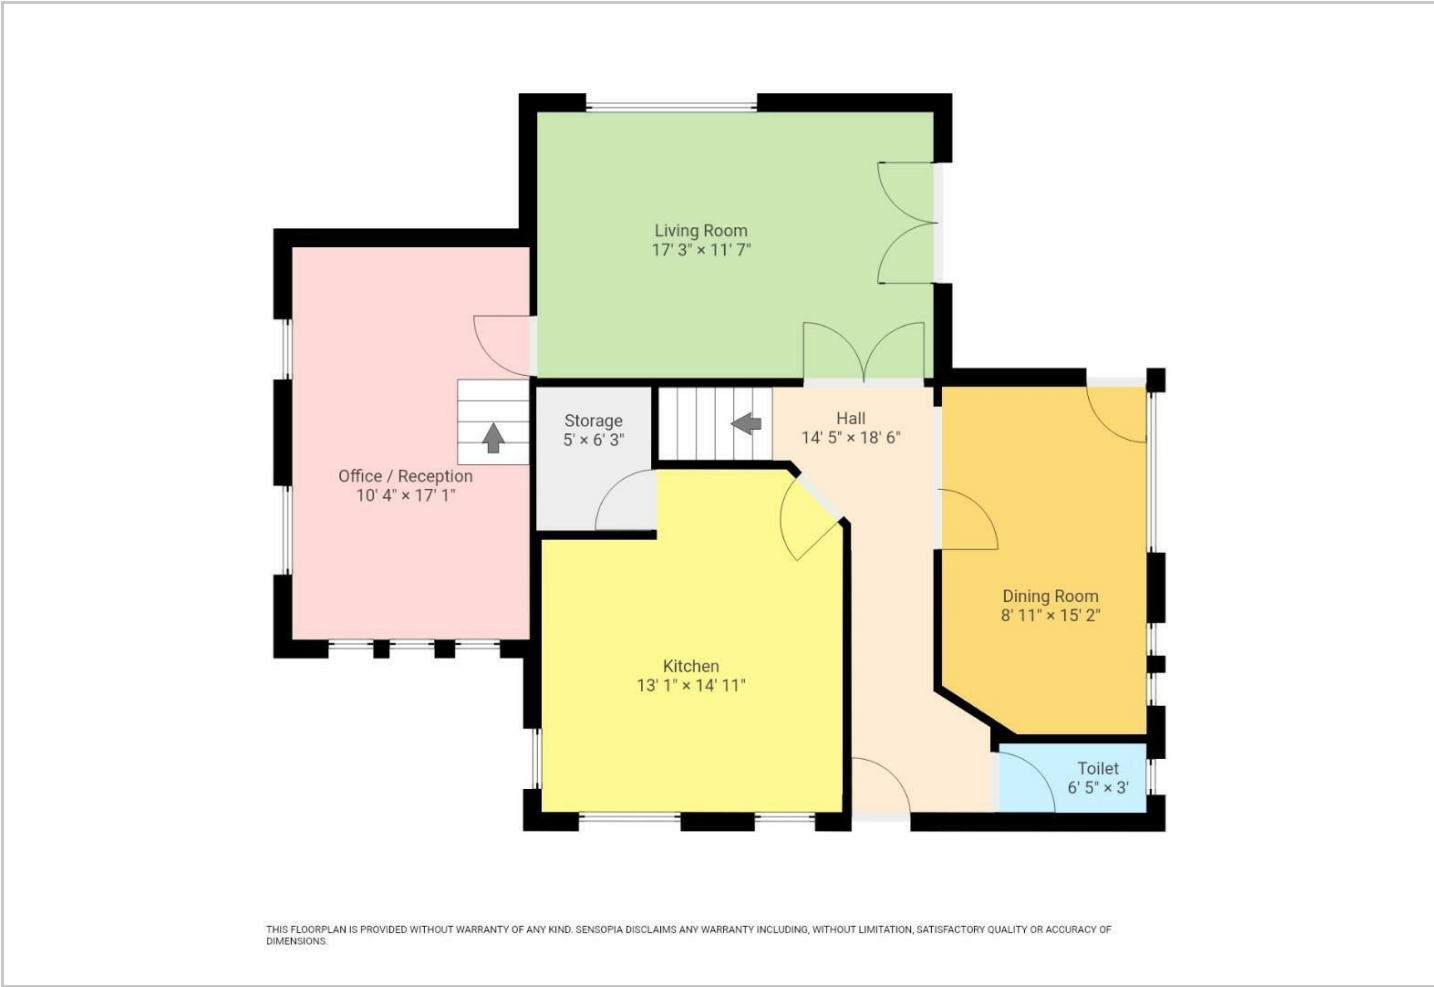 Living Room
17' 3" × 11' 7"
Storage
5' × 6' 3"
Hall
14' 5" × 18' 6"
Office / Reception
10' 4" × 17' 1"
Dining Room
8' 11" × 15' 2"
Kitchen
13' 1" × 14' 11"
Toilet
6' 5" × 3'
THIS FLOORPLAN IS PROVIDED WITHOUT WARRANTY OF ANY KIND. SENSOPIA DISCLAIMS ANY WARRANTY INCLUDING, WITHOUT LIMITATION, SATISFACTORY QUALITY OR ACCURACY OF
DIMENSIONS.